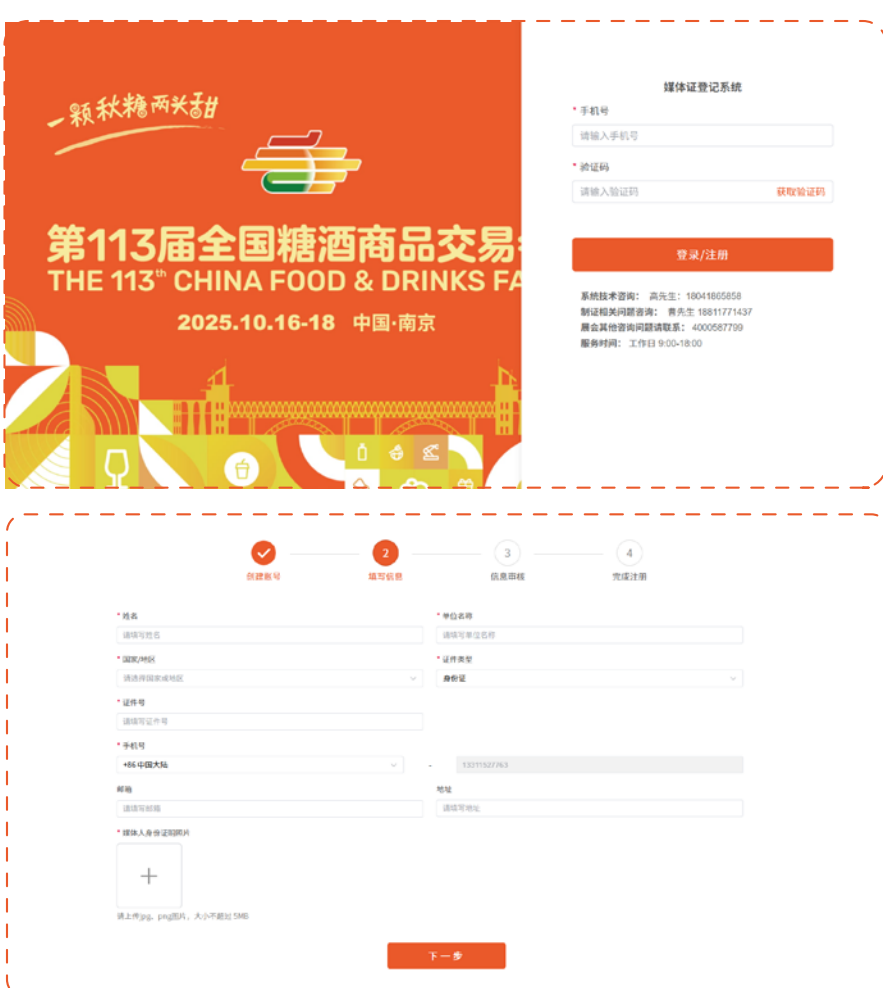 一颗秋糖两头甜
第113届全国糖酒商品交易
THE 113th CHINA FOOD & DRINKS FA
2025.10.16-18 中国·南京
媒体证登记系统
* 手机号
请输入手机号
* 验证码
请输入验证码 获取验证码
登录/注册
系统技术咨询: 高先生: 18041865858
制证相关问题咨询: 曹先生 18811771437
展会其他咨询问题请联系: 4000587799
服务时间: 工作日 9:00-18:00
2 3 4
创建账号 填写信息 信息审核 完成注册
* 姓名 * 单位名称
请填写姓名 请填写单位名称
* 国家/地区 * 证件类型
请选择国家或地区 身份证
* 证件号
请填写证件号
* 手机号
+86 中国大陆 - 13311527763
邮箱 地址
请填写邮箱 请填写地址
* 媒体人身份证明照片
请上传jpg、png图片, 大小不超过 5MB
下一步